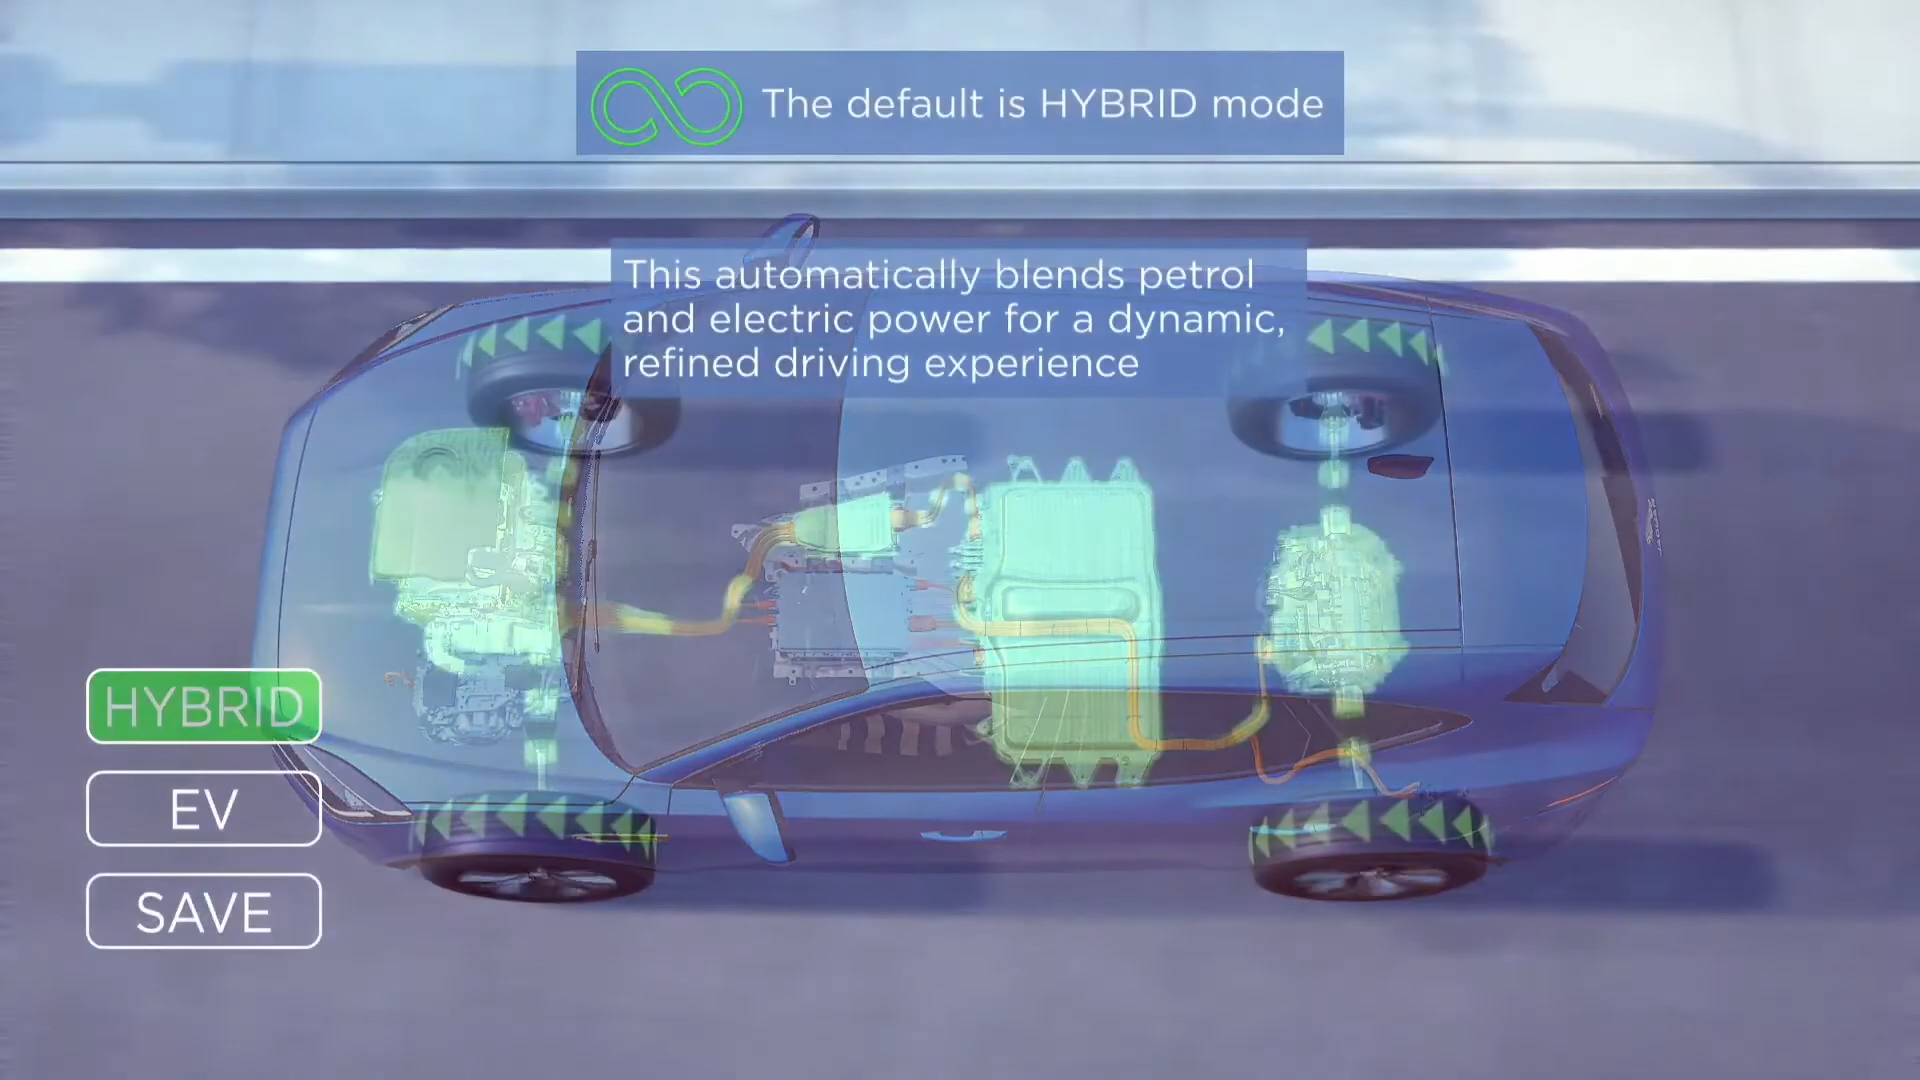 The default is HYBRID mode
This automatically blends petrol
and electric power for a dynamic,
refined driving experience
HYBRID
EV
SAVE